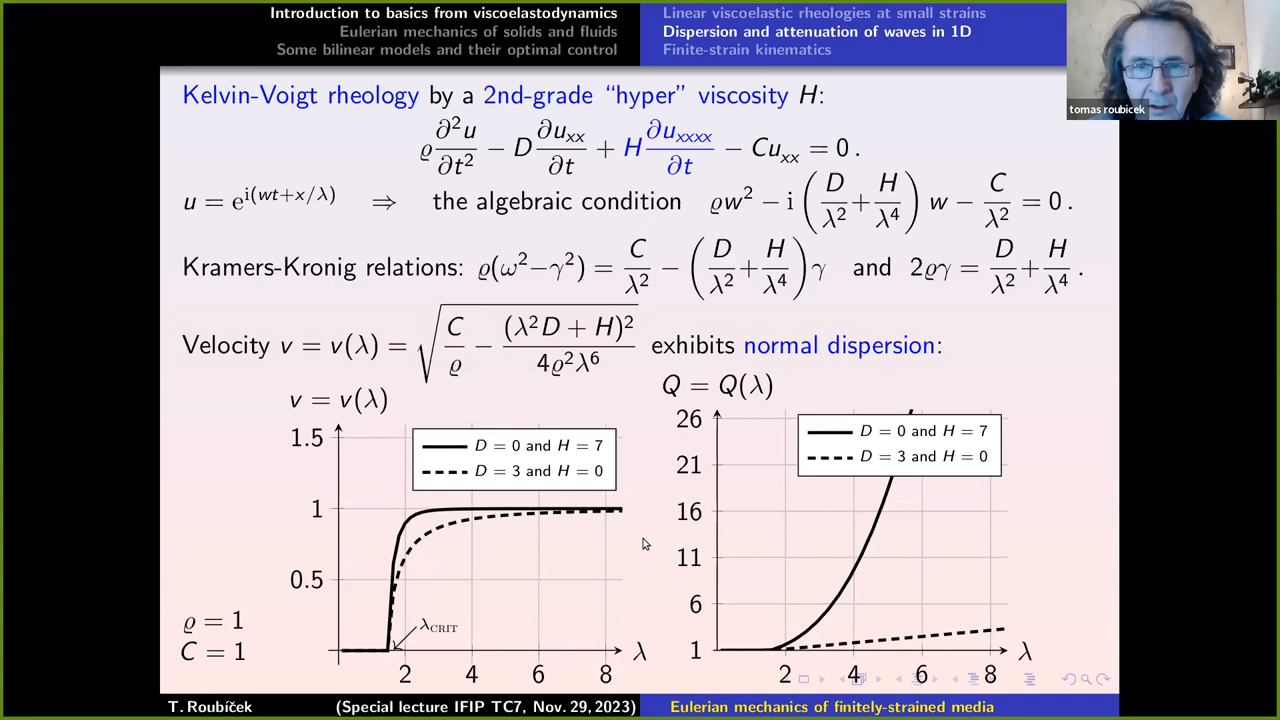 Introduction to basics from viscoelastodynamics
Eulerian mechanics of solids and fluids
Some bilinear models and their optimal control
Linear viscoelastic rheologies at small strains
Dispersion and attenuation of waves in 1D
Finite-strain kinematics
tomas roubicek
Kelvin-Voigt rheology by a 2nd-grade “hyper” viscosity H:
ϱ ∂²u/∂t² − D ∂uₓₓ/∂t + H ∂uₓₓₓₓ/∂t − Cuₓₓ = 0 .
u = e^{i(wt+x/λ)} ⇒ the algebraic condition ϱw² − i (D/λ² + H/λ⁴) w − C/λ² = 0 .
Kramers-Kronig relations: ϱ(ω²−γ²) = C/λ² − (D/λ² + H/λ⁴) γ and 2ϱγ = D/λ² + H/λ⁴ .
Velocity v = v(λ) = √(C/ϱ − (λ²D + H)²/4ϱ²λ⁶) exhibits normal dispersion:
v = v(λ)
1.5
1
0.5
D = 0 and H = 7
D = 3 and H = 0
λCRIT
2 4 6 8
λ
ϱ = 1
C = 1
Q = Q(λ)
26
21
16
11
6
1
D = 0 and H = 7
D = 3 and H = 0
2 4 6 8
λ
T. Roubíček (Special lecture IFIP TC7, Nov. 29, 2023) Eulerian mechanics of finitely-strained media